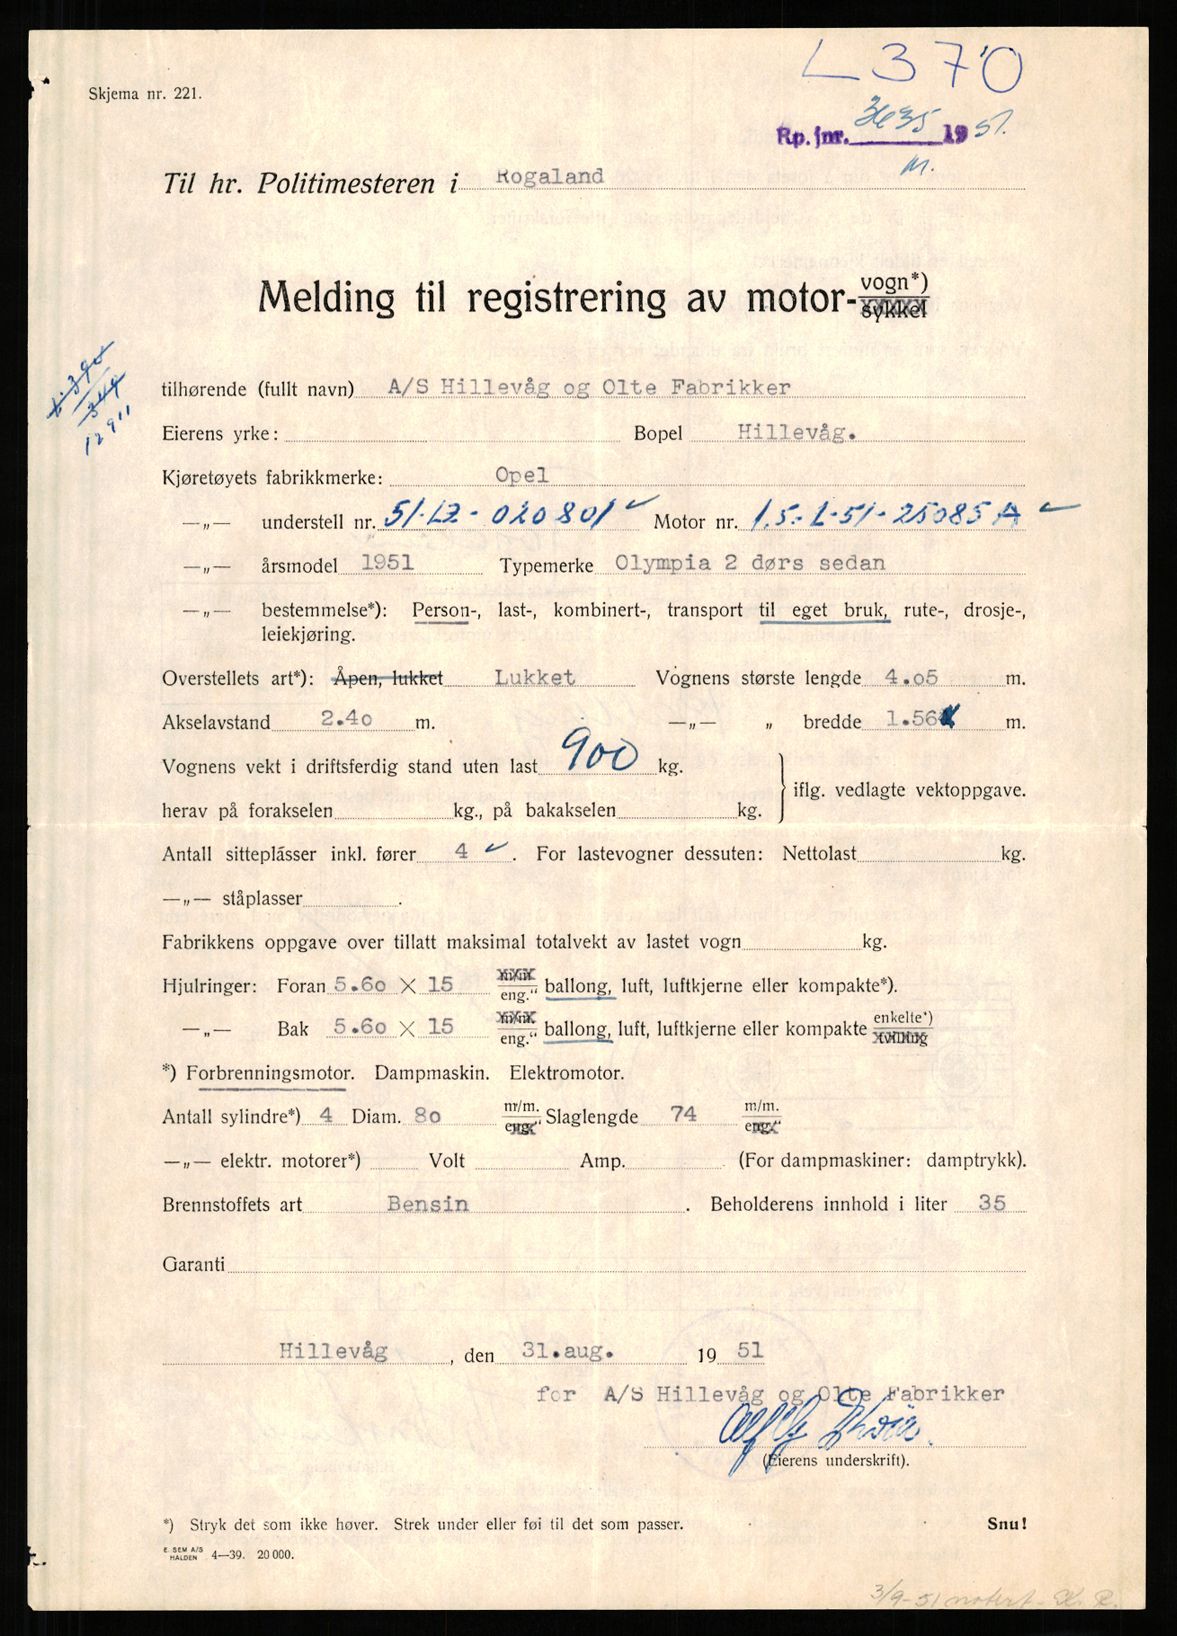 L 370
Skjema nr. 221.
Rp. jnr. 3635 1951.
m.
Til hr. Politimesteren i Rogaland
Melding til registrering av motor- vogn*)
sykkel
tilhørende (fullt navn) A/S Hillevåg og Olte Fabrikker
12911
Eierens yrke: Bopel Hillevåg.
Kjøretøyets fabrikkmerke: Opel
—„— understell nr. 51-LZ-020801 ✓ Motor nr. 1.5-L-51-25085 A ✓
—„— årsmodel 1951 Typemerke Olympia 2 dørs sedan
—„— bestemmelse*): Person-, last-, kombinert-, transport til eget bruk, rute-, drosje-,
leiekjøring.
Overstellets art*): Åpen, lukket Lukket Vognens største lengde 4.05 m.
Akselavstand 2.40 m. —„— „ bredde 1.56 m.
Vognens vekt i driftsferdig stand uten last 900 kg.
herav på forakselen kg., på bakakselen kg. } iflg. vedlagte vektoppgave.
Antall sitteplásser inkl. fører 4 ✓. For lastevogner dessuten: Nettolast kg.
—„— ståplasser .
Fabrikkens oppgave over tillatt maksimal totalvekt av lastet vogn kg.
Hjulringer: Foran 5.60 × 15 m/m. eng." ballong, luft, luftkjerne eller kompakte*).
—„— Bak 5.60 × 15 m/m. eng." ballong, luft, luftkjerne eller kompakte enkelte*) tvilling
*) Forbrenningsmotor. Dampmaskin. Elektromotor.
Antall sylindre*) 4 Diam. 80 m/m. eng." Slaglengde 74 m/m. eng."
—„— elektr. motorer*) Volt Amp. (For dampmaskiner: damptrykk).
Brennstoffets art Bensin . Beholderens innhold i liter 35
Garanti
Hillevåg , den 31.aug. 19 51
for A/S Hillevåg og Olte Fabrikker
(Eierens underskrift).
*) Stryk det som ikke høver. Strek under eller føi til det som passer. Snu!
E. SEM A/S HALDEN 4—39. 20 000.
3/9-51 notert K. R.